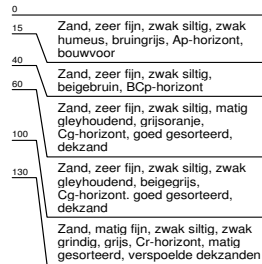 0
15
Zand, zeer fijn, zwak siltig, zwak
humeus, bruingrijs, Ap-horizont,
bouwvoor
40
Zand, zeer fijn, zwak siltig,
beigebruin, BCp-horizont
60
Zand, zeer fijn, zwak siltig, matig
gleyhoudend, grijsoranje,
Cg-horizont, goed gesorteerd,
dekzand
100
Zand, zeer fijn, zwak siltig, zwak
gleyhoudend, beigegrijs,
Cg-horizont. goed gesorteerd,
dekzand
130
Zand, matig fijn, zwak siltig, zwak
grindig, grijs, Cr-horizont, matig
gesorteerd, verspoelde dekzanden